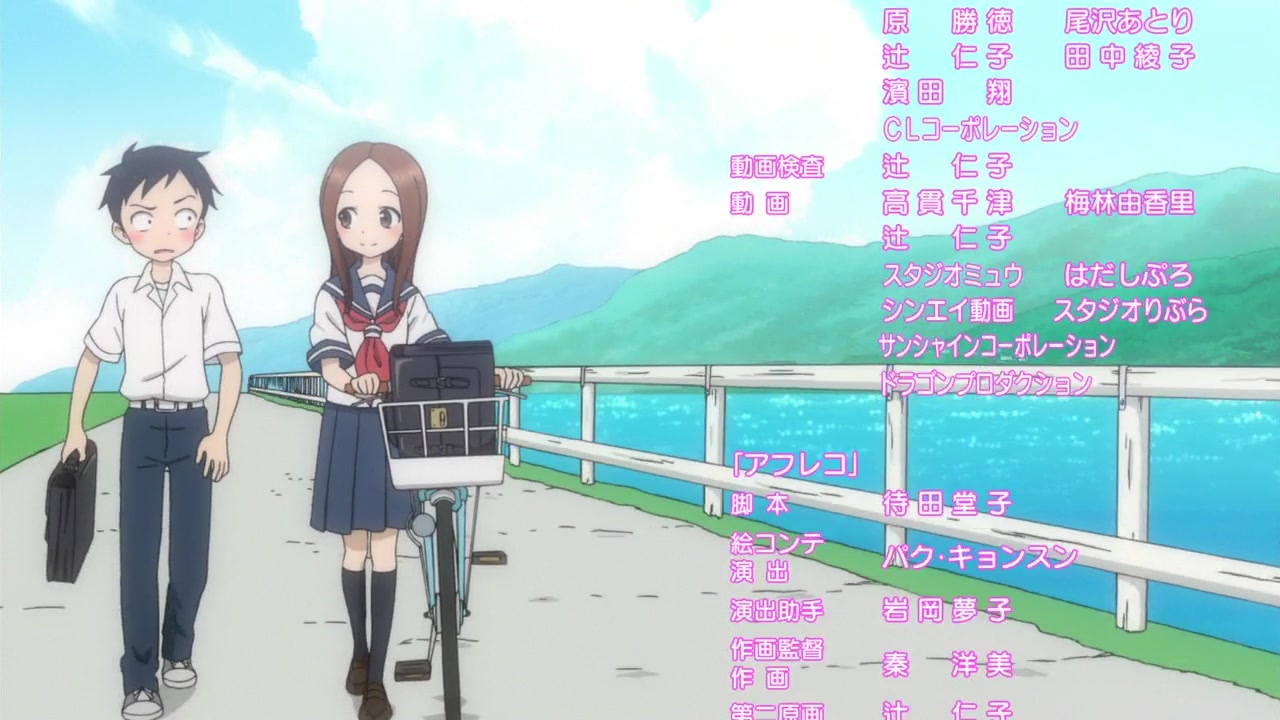 原 勝徳 尾沢あとり
辻 仁子 田中綾子
濱田 翔
CLコーポレーション
動画検査 辻 仁子
動画 高貫千津 梅林由香里
辻 仁子
スタジオミュウ はだしぷろ
シンエイ動画 スタジオりぶら
サンシャインコーポレーション
ドラゴンプロダクション
「アフレコ」
脚本 待田堂子
絵コンテ
演出 パク・キョンスン
演出助手 岩岡夢子
作画監督
作画 秦 洋美
第二原画 辻 仁子